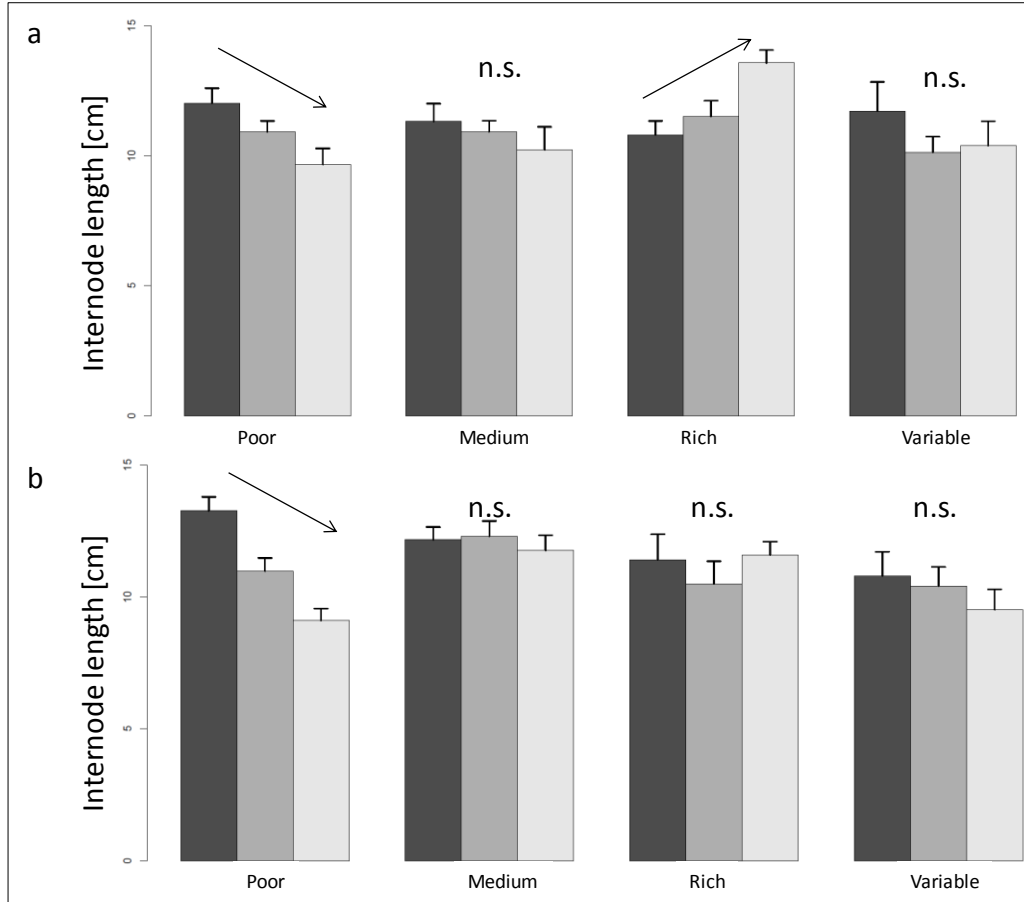 a
Internode length [cm]
15
10
5
0
n.s.
n.s.
Poor Medium Rich Variable
b
Internode length [cm]
15
10
5
0
n.s. n.s. n.s.
Poor Medium Rich Variable